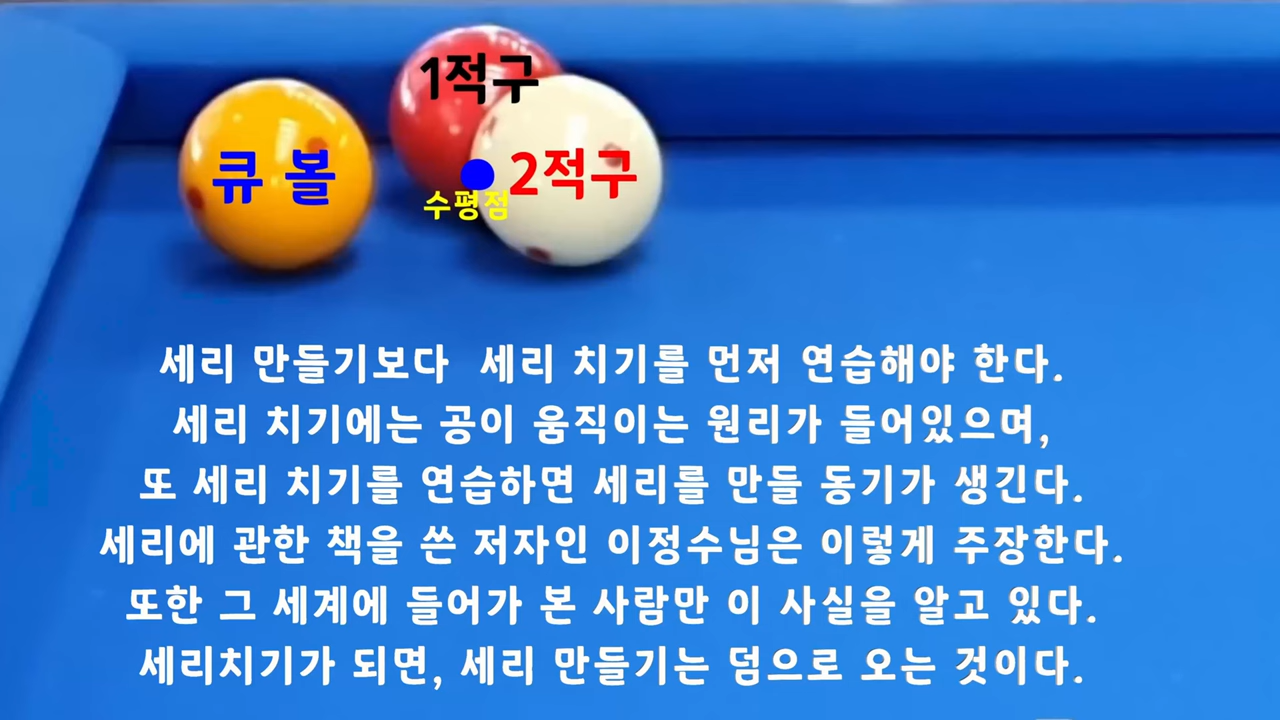 1적구
큐 볼
2적구
수평점
세리 만들기보다 세리 치기를 먼저 연습해야 한다.
세리 치기에는 공이 움직이는 원리가 들어있으며,
또 세리 치기를 연습하면 세리를 만들 동기가 생긴다.
세리에 관한 책을 쓴 저자인 이정수님은 이렇게 주장한다.
또한 그 세계에 들어가 본 사람만 이 사실을 알고 있다.
세리치기가 되면, 세리 만들기는 덤으로 오는 것이다.